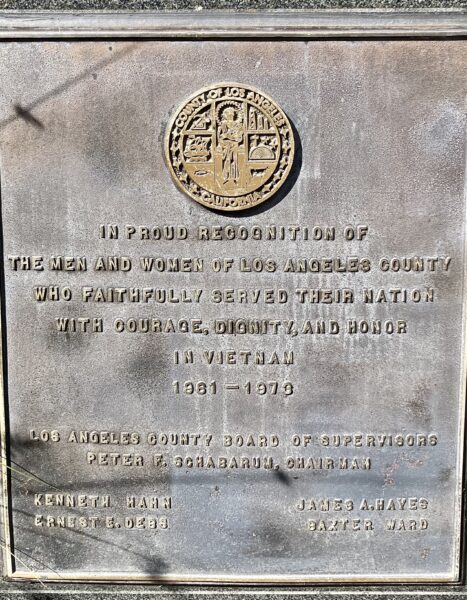 COUNTY OF LOS ANGELES
CALIFORNIA
IN PROUD RECOGNITION OF
THE MEN AND WOMEN OF LOS ANGELES COUNTY
WHO FAITHFULLY SERVED THEIR NATION
WITH COURAGE, DIGNITY, AND HONOR
IN VIETNAM
1961 — 1973
LOS ANGELES COUNTY BOARD OF SUPERVISORS
PETER F. SCHABARUM, CHAIRMAN
KENNETH HAHN JAMES A. HAYES
ERNEST E. DEBS BAXTER WARD